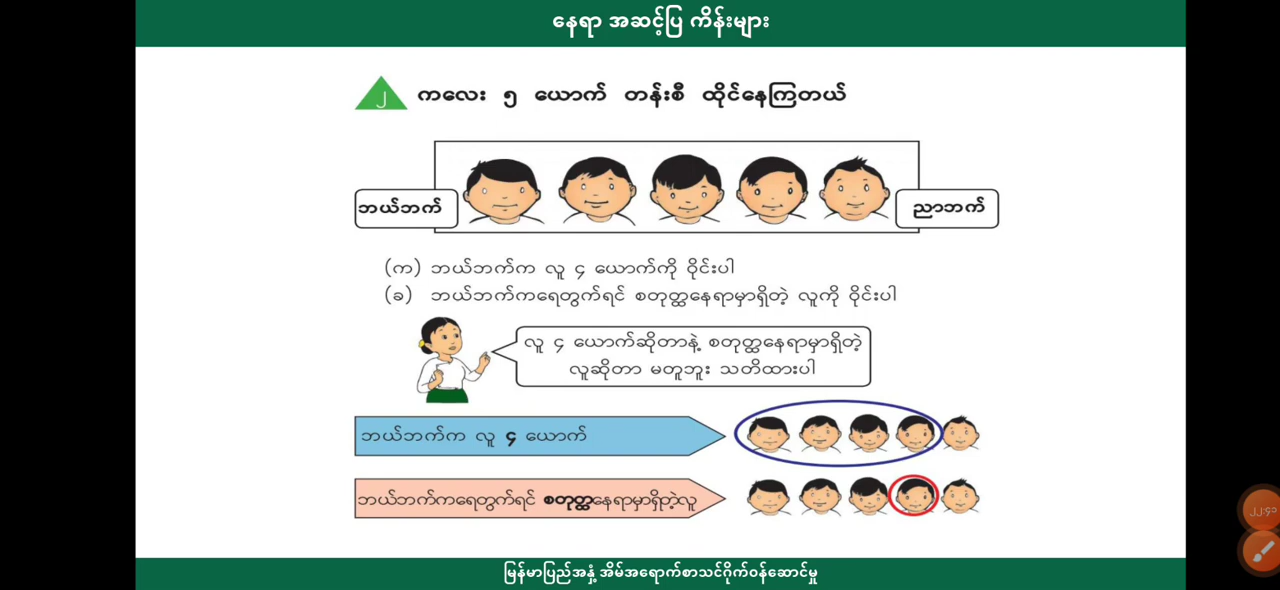 နေရာ အဆင့်ပြ ကိန်းများ
၂ ကလေး ၅ ယောက် တန်းစီ ထိုင်နေကြတယ်
ဘယ်ဘက်
ညာဘက်
(က) ဘယ်ဘက်က လူ ၄ ယောက်ကို ဝိုင်းပါ
(ခ) ဘယ်ဘက်ကရေတွက်ရင် စတုတ္ထနေရာမှာရှိတဲ့ လူကို ဝိုင်းပါ
လူ ၄ ယောက်ဆိုတာနဲ့ စတုတ္ထနေရာမှာရှိတဲ့
လူဆိုတာ မတူဘူး သတိထားပါ
ဘယ်ဘက်က လူ ၄ ယောက်
ဘယ်ဘက်ကရေတွက်ရင် စတုတ္ထနေရာမှာရှိတဲ့လူ
မြန်မာပြည်အနှံ့ အိမ်အရောက်စာသင်ဂိုက်ဝန်ဆောင်မှု